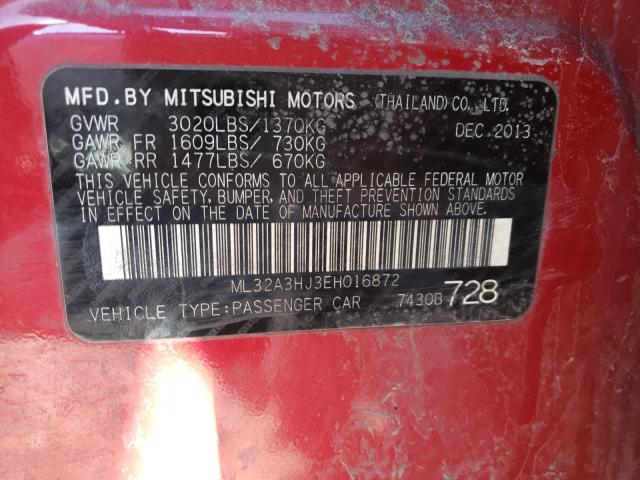 MFD.BY MITSUBISHI MOTORS (THAILAND) CO., LTD.
GVWR 3020LBS/1370KG DEC.2013
GAWR FR 1609LBS/ 730KG
GAWR RR 1477LBS/ 670KG
THIS VEHICLE CONFORMS TO ALL APPLICABLE FEDERAL MOTOR
VEHICLE SAFETY, BUMPER, AND THEFT PREVENTION STANDARDS
IN EFFECT ON THE DATE OF MANUFACTURE SHOWN ABOVE.
ML32A3HJ3EH016872
VEHICLE TYPE:PASSENGER CAR 7430B 728